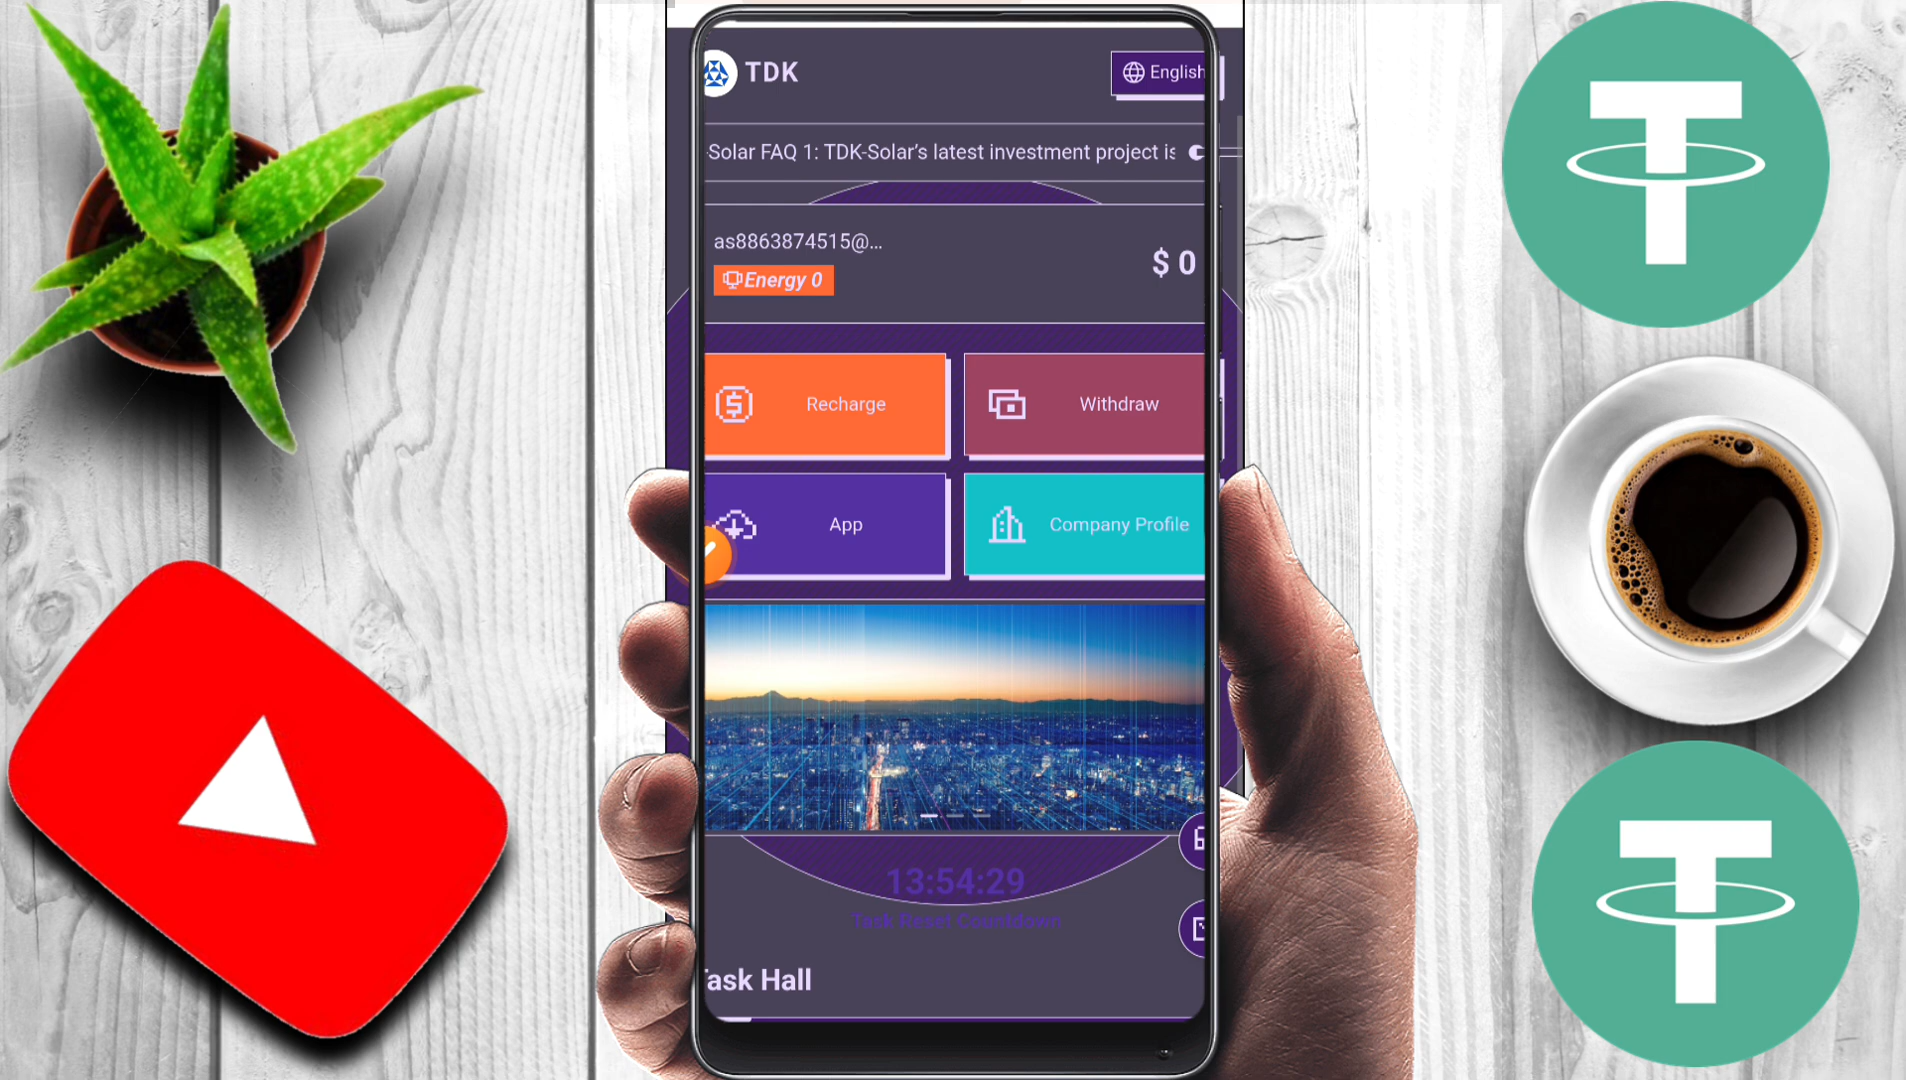 TDK
English
Solar FAQ 1: TDK-Solar's latest investment project is
as8863874515@...
$ 0
Energy 0
Recharge
Withdraw
App
Company Profile
13:54:29
Task Reset Countdown
Task Hall